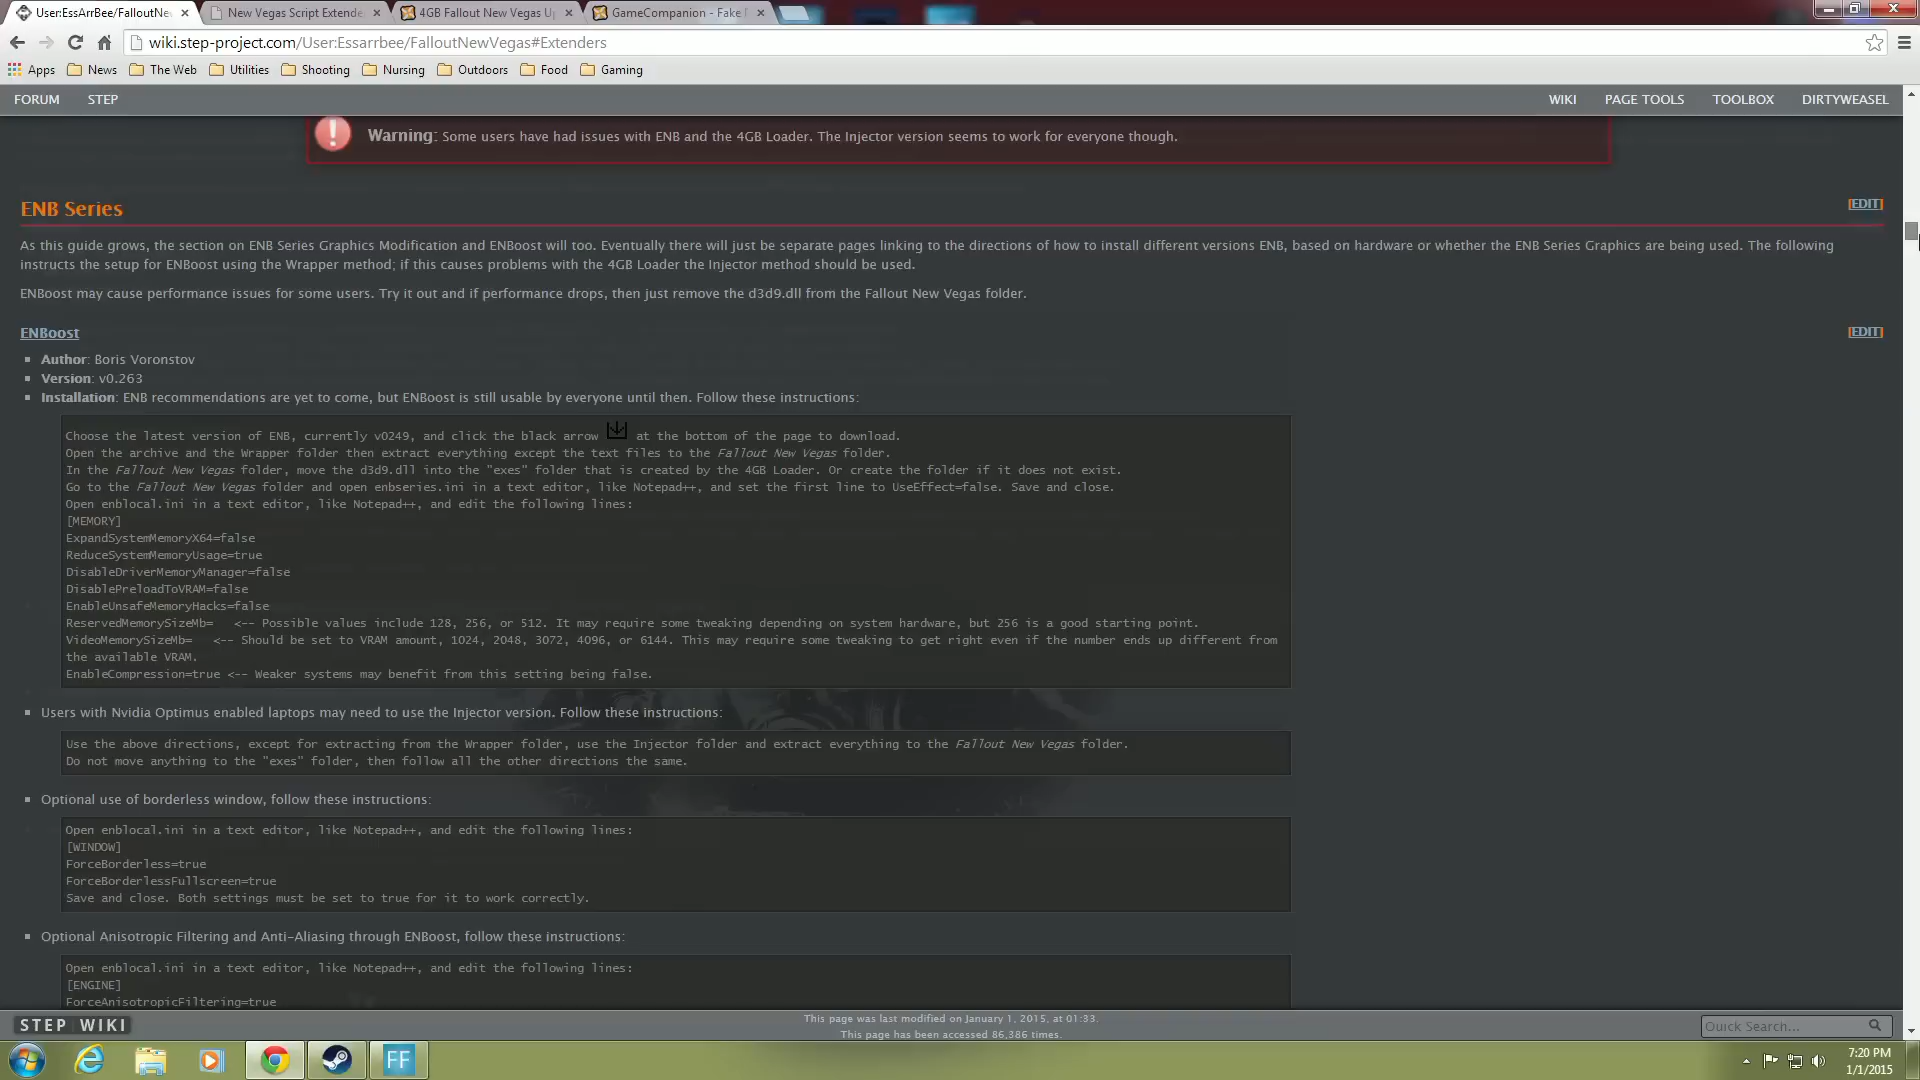 User:EssArrBee/FalloutNew
New Vegas Script Extende
4GB Fallout New Vegas U
GameCompanion - Fake
wiki.step-project.com/User:Essarrbee/FalloutNewVegas#Extenders
Apps News The Web Utilities Shooting Nursing Outdoors Food Gaming
FORUM STEP WIKI PAGE TOOLS TOOLBOX DIRTYWEASEL
Warning: Some users have had issues with ENB and the 4GB Loader. The Injector version seems to work for everyone though.
ENB Series [EDIT]
As this guide grows, the section on ENB Series Graphics Modification and ENBoost will too. Eventually there will just be separate pages linking to the directions of how to install different versions ENB, based on hardware or whether the ENB Series Graphics are being used. The following
instructs the setup for ENBoost using the Wrapper method; if this causes problems with the 4GB Loader the Injector method should be used.
ENBoost may cause performance issues for some users. Try it out and if performance drops, then just remove the d3d9.dll from the Fallout New Vegas folder.
ENBoost [EDIT]
Author: Boris Voronstov
Version: v0.263
Installation: ENB recommendations are yet to come, but ENBoost is still usable by everyone until then. Follow these instructions:
Choose the latest version of ENB, currently v0249, and click the black arrow at the bottom of the page to download.
Open the archive and the Wrapper folder then extract everything except the text files to the Fallout New Vegas folder.
In the Fallout New Vegas folder, move the d3d9.dll into the "exes" folder that is created by the 4GB Loader. Or create the folder if it does not exist.
Go to the Fallout New Vegas folder and open enbseries.ini in a text editor, like Notepad++, and set the first line to UseEffect=false. Save and close.
Open enblocal.ini in a text editor, like Notepad++, and edit the following lines:
[MEMORY]
ExpandSystemMemoryX64=false
ReduceSystemMemoryUsage=true
DisableDriverMemoryManager=false
DisablePreloadToVRAM=false
EnableUnsafeMemoryHacks=false
ReservedMemorySizeMb= <-- Possible values include 128, 256, or 512. It may require some tweaking depending on system hardware, but 256 is a good starting point.
VideoMemorySizeMb= <-- Should be set to VRAM amount, 1024, 2048, 3072, 4096, or 6144. This may require some tweaking to get right even if the number ends up different from
the available VRAM.
EnableCompression=true <-- Weaker systems may benefit from this setting being false.
Users with Nvidia Optimus enabled laptops may need to use the Injector version. Follow these instructions:
Use the above directions, except for extracting from the Wrapper folder, use the Injector folder and extract everything to the Fallout New Vegas folder.
Do not move anything to the "exes" folder, then follow all the other directions the same.
Optional use of borderless window, follow these instructions:
Open enblocal.ini in a text editor, like Notepad++, and edit the following lines:
[WINDOW]
ForceBorderless=true
ForceBorderlessFullscreen=true
Save and close. Both settings must be set to true for it to work correctly.
Optional Anisotropic Filtering and Anti-Aliasing through ENBoost, follow these instructions:
Open enblocal.ini in a text editor, like Notepad++, and edit the following lines:
[ENGINE]
ForceAnisotropicFiltering=true
STEP WIKI
This page was last modified on January 1, 2015, at 01:33.
This page has been accessed 86,386 times.
Quick Search...
FF
7:20 PM
1/1/2015